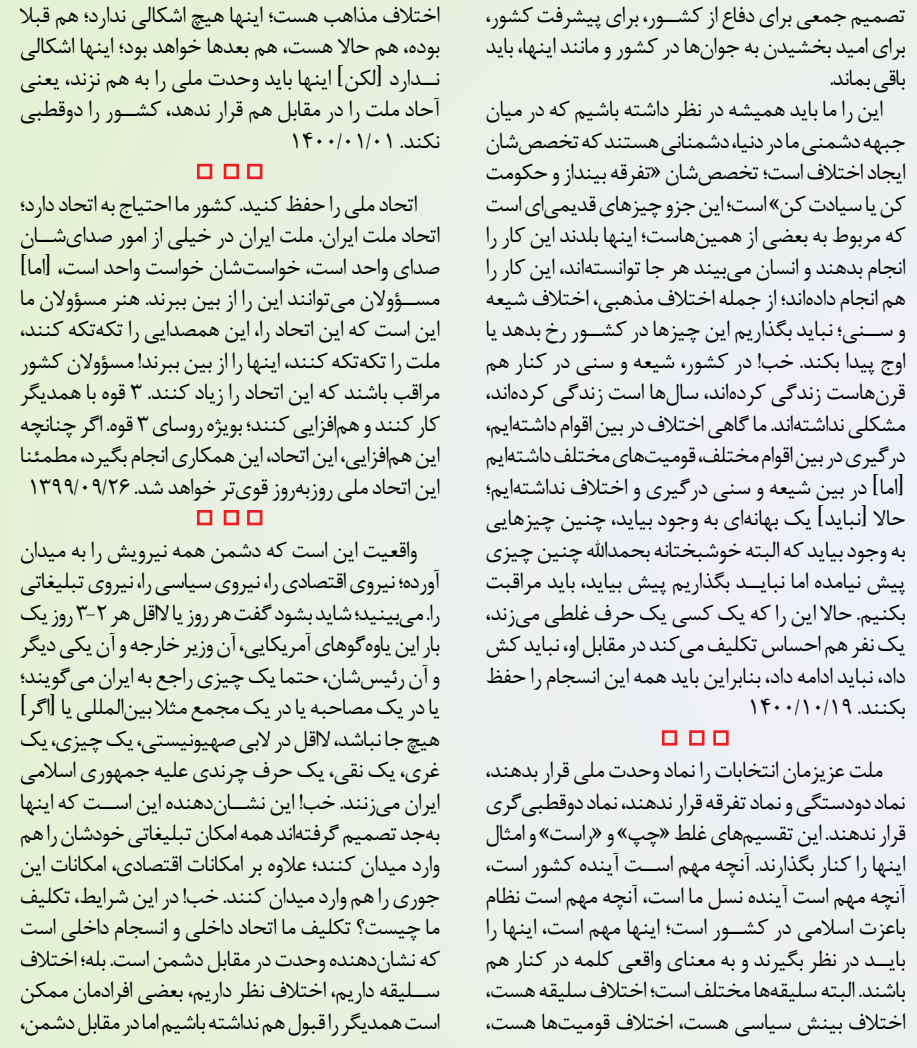 تصمیم جمعی برای دفاع از کشور، برای پیشرفت کشور،
برای امید بخشیدن به جوان‌ها در کشور و مانند اینها، باید
باقی بماند.
این را ما باید همیشه در نظر داشته باشیم که در میان
جبهه دشمنی ما در دنیا، دشمنانی هستند که تخصص‌شان
ایجاد اختلاف است؛ تخصص‌شان «تفرقه بینداز و حکومت
کن یا سیادت کن» است؛ این جزو چیزهای قدیمی‌ای است
که مربوط به بعضی از همین‌هاست؛ اینها بلدند این کار را
انجام بدهند و انسان می‌بیند هر جا توانسته‌اند، این کار را
هم انجام داده‌اند؛ از جمله اختلاف مذهبی، اختلاف شیعه
و سنی؛ نباید بگذاریم این چیزها در کشور رخ بدهد یا
اوج پیدا بکند. خب! در کشور، شیعه و سنی در کنار هم
قرن‌هاست زندگی کرده‌اند، سال‌ها است زندگی کرده‌اند،
مشکلی نداشته‌اند. ما گاهی اختلاف در بین اقوام داشته‌ایم،
درگیری در بین اقوام مختلف، قومیت‌های مختلف داشته‌ایم
[اما] در بین شیعه و سنی درگیری و اختلاف نداشته‌ایم؛
حالا [نباید] یک بهانه‌ای به وجود بیاید، چنین چیزهایی
به وجود بیاید که البته خوشبختانه بحمدالله چنین چیزی
پیش نیامده اما نباید بگذاریم پیش بیاید، باید مراقبت
بکنیم. حالا این را که یک کسی یک حرف غلطی می‌زند،
یک نفر هم احساس تکلیف می‌کند در مقابل او، نباید کش
داد، نباید ادامه داد، بنابراین باید همه این انسجام را حفظ
بکنند. ۱۴۰۰/۱۰/۱۹
ملت عزیزمان انتخابات را نماد وحدت ملی قرار بدهند،
نماد دودستگی و نماد تفرقه قرار ندهند، نماد دوقطبی‌گری
قرار ندهند. این تقسیم‌های غلط «چپ» و «راست» و امثال
اینها را کنار بگذارند. آنچه مهم است آینده کشور است،
آنچه مهم است آینده نسل ما است، آنچه مهم است نظام
باعزت اسلامی در کشور است؛ اینها مهم است، اینها را
باید در نظر بگیرند و به معنای واقعی کلمه در کنار هم
باشند. البته سلیقه‌ها مختلف است؛ اختلاف سلیقه هست،
اختلاف بینش سیاسی هست، اختلاف قومیت‌ها هست،
اختلاف مذاهب هست؛ اینها هیچ اشکالی ندارد؛ هم قبلا
بوده، هم حالا هست، هم بعدها خواهد بود؛ اینها اشکالی
ندارد [لکن] اینها باید وحدت ملی را به هم نزند، یعنی
آحاد ملت را در مقابل هم قرار ندهد، کشور را دوقطبی
نکند. ۱۴۰۰/۰۱/۰۱
اتحاد ملی را حفظ کنید. کشور ما احتیاج به اتحاد دارد؛
اتحاد ملت ایران. ملت ایران در خیلی از امور صدای‌شان
صدای واحد است، خواست‌شان خواست واحد است، [اما]
مسؤولان می‌توانند این را از بین ببرند. هنر مسؤولان ما
این است که این اتحاد را، این همصدایی را تکه‌تکه کنند،
ملت را تکه‌تکه کنند، اینها را از بین ببرند! مسؤولان کشور
مراقب باشند که این اتحاد را زیاد کنند. ۳ قوه با همدیگر
کار کنند و هم‌افزایی کنند؛ بویژه روسای ۳ قوه. اگر چنانچه
این هم‌افزایی، این اتحاد، این همکاری انجام بگیرد، مطمئنا
این اتحاد ملی روزبه‌روز قوی‌تر خواهد شد. ۱۳۹۹/۰۹/۲۶
واقعیت این است که دشمن همه نیرویش را به میدان
آورده؛ نیروی اقتصادی را، نیروی سیاسی را، نیروی تبلیغاتی
را. می‌بینید؛ شاید بشود گفت هر روز یا لااقل هر ۲-۳ روز یک
بار این یاوه‌گوهای آمریکایی، آن وزیر خارجه و آن یکی دیگر
و آن رئیس‌شان، حتما یک چیزی راجع به ایران می‌گویند؛
یا در یک مصاحبه یا در یک مجمع مثلا بین‌المللی یا [اگر]
هیچ جا نباشد، لااقل در لابی صهیونیستی، یک چیزی، یک
غری، یک نقی، یک حرف چرندی علیه جمهوری اسلامی
ایران می‌زنند. خب! این نشان‌دهنده این است که اینها
به‌جد تصمیم گرفته‌اند همه امکان تبلیغاتی خودشان را هم
وارد میدان کنند؛ علاوه بر امکانات اقتصادی، امکانات این
جوری را هم وارد میدان کنند. خب! در این شرایط، تکلیف
ما چیست؟ تکلیف ما اتحاد داخلی و انسجام داخلی است
که نشان‌دهنده وحدت در مقابل دشمن است. بله؛ اختلاف
سلیقه داریم، اختلاف نظر داریم، بعضی افرادمان ممکن
است همدیگر را قبول هم نداشته باشیم اما در مقابل دشمن،